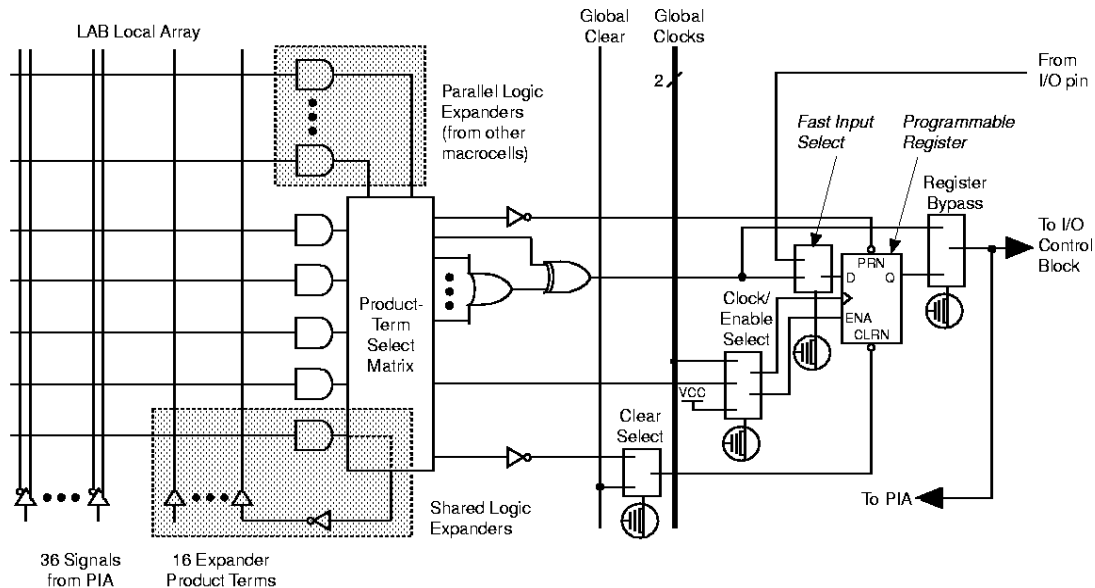 LAB Local Array
Global
Clear
Global
Clocks
2
From
I/O pin
Parallel Logic
Expanders
(from other
macrocells)
Fast Input
Select
Programmable
Register
Register
Bypass
To I/O
Control
Block
PRN
D
Q
ENA
CLRN
Clock/
Enable
Select
Product-
Term
Select
Matrix
VCC
Clear
Select
To PIA
Shared Logic
Expanders
36 Signals
from PIA
16 Expander
Product Terms